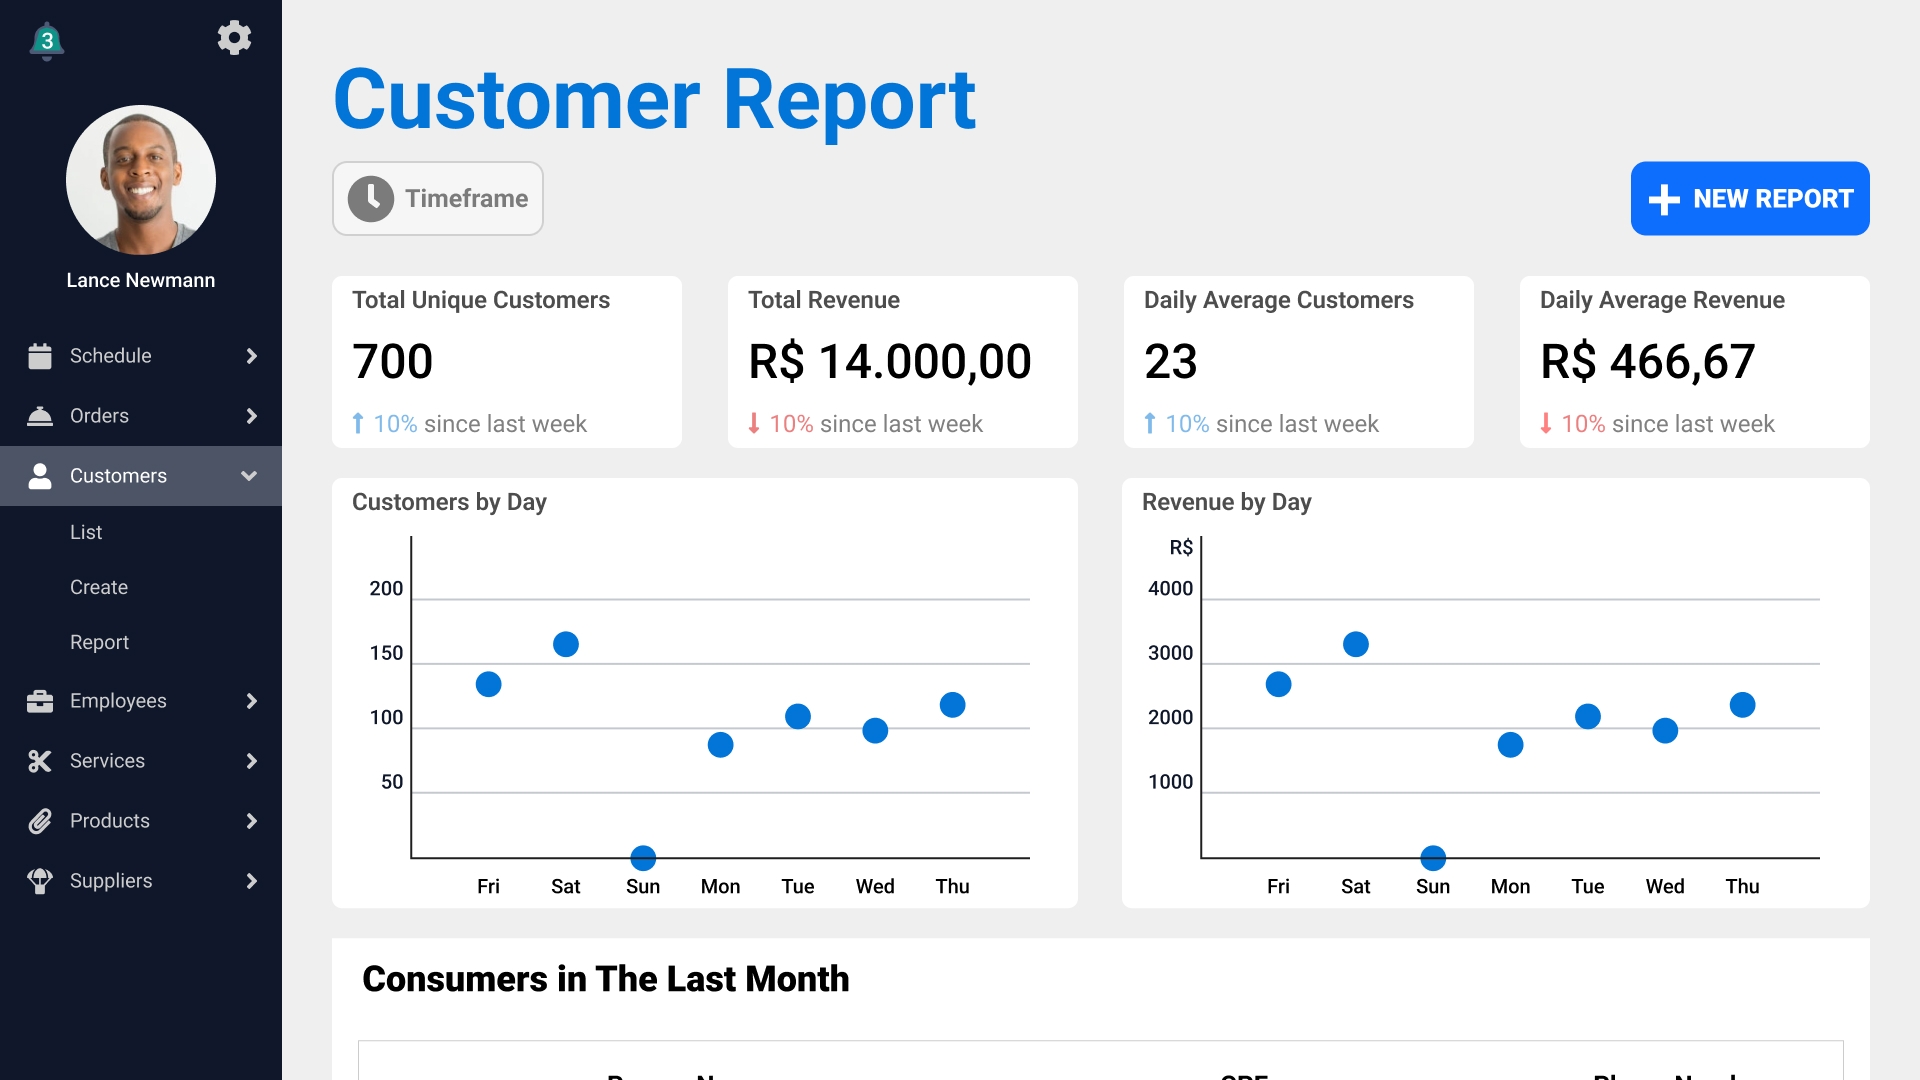 3
Lance Newmann
Schedule
Orders
Customers
List
Create
Report
Employees
Services
Products
Suppliers
Customer Report
Timeframe
NEW REPORT
Total Unique Customers
700
10% since last week
Total Revenue
R$ 14.000,00
10% since last week
Daily Average Customers
23
10% since last week
Daily Average Revenue
R$ 466,67
10% since last week
Customers by Day
200
150
100
50
Fri Sat Sun Mon Tue Wed Thu
Revenue by Day
R$
4000
3000
2000
1000
Fri Sat Sun Mon Tue Wed Thu
Consumers in The Last Month